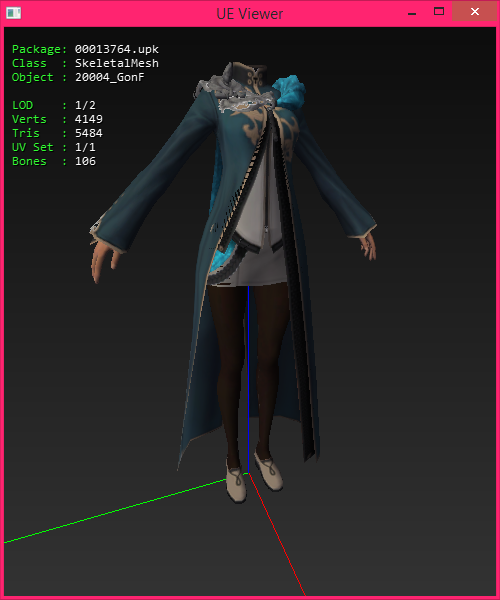 UE Viewer
Package: 00013764.upk
Class : SkeletalMesh
Object : 20004_GonF
LOD : 1/2
Verts : 4149
Tris : 5484
UV Set : 1/1
Bones : 106